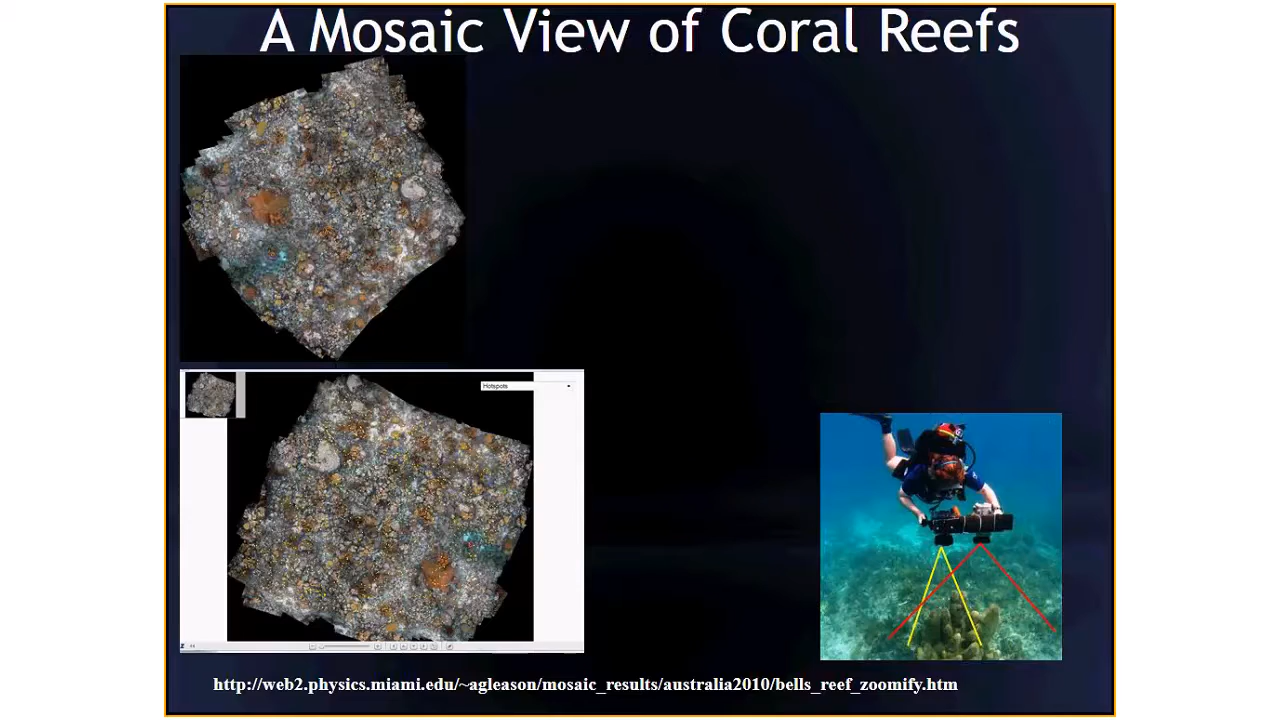 A Mosaic View of Coral Reefs
Hotspots
http://web2.physics.miami.edu/~agleason/mosaic_results/australia2010/bells_reef_zoomify.htm